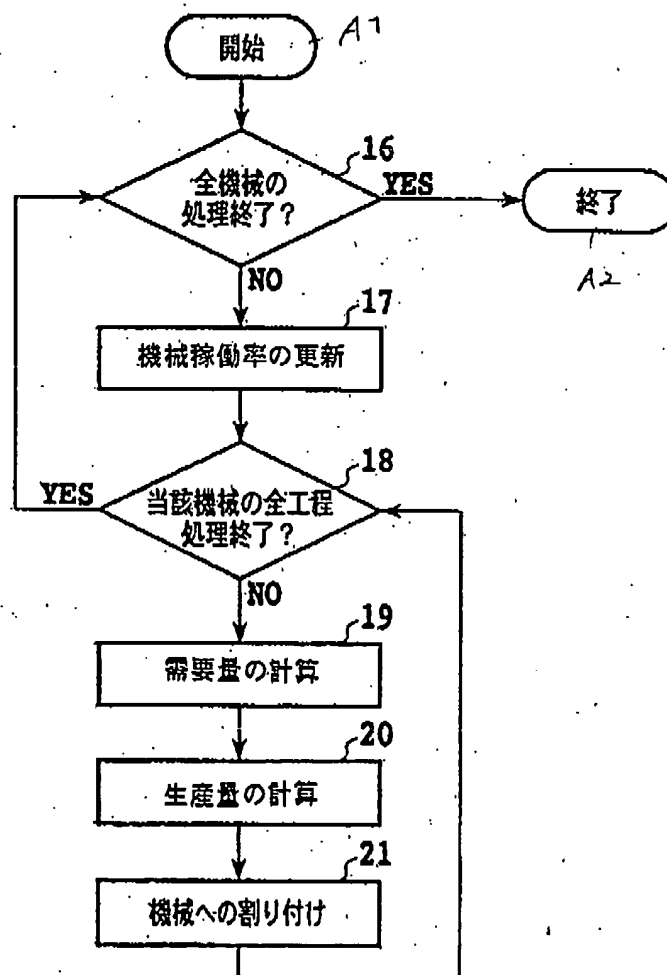 開始
A1
16
全機械の
処理終了?
YES
終了
A2
NO
17
機械稼働率の更新
18
YES
当該機械の全工程
処理終了?
NO
19
需要量の計算
20
生産量の計算
21
機械への割り付け